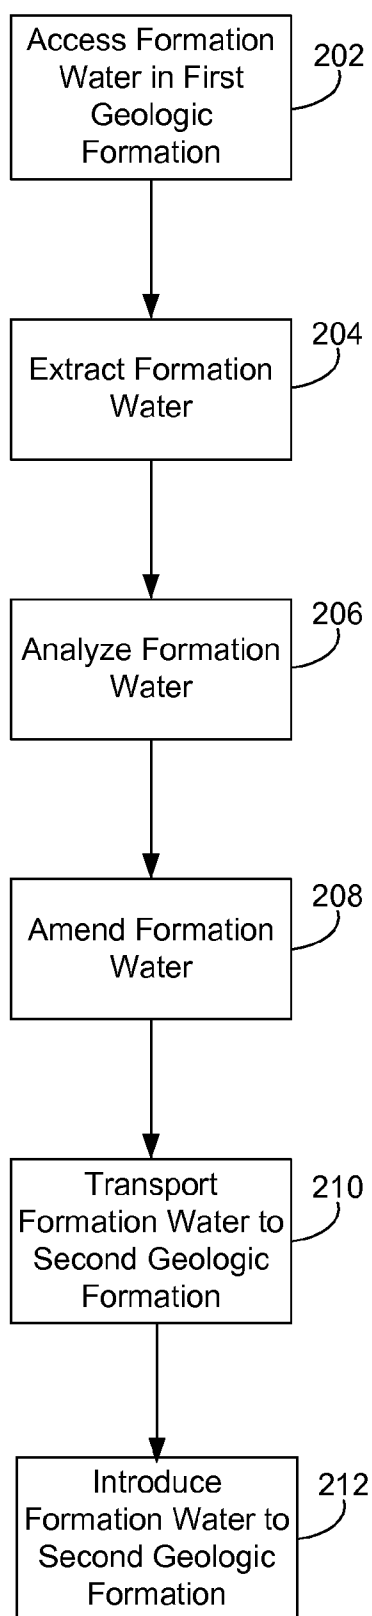 Access Formation
Water in First
Geologic
Formation
202
Extract Formation
Water
204
Analyze Formation
Water
206
Amend Formation
Water
208
Transport
Formation Water to
Second Geologic
Formation
210
Introduce
Formation Water to
Second Geologic
Formation
212